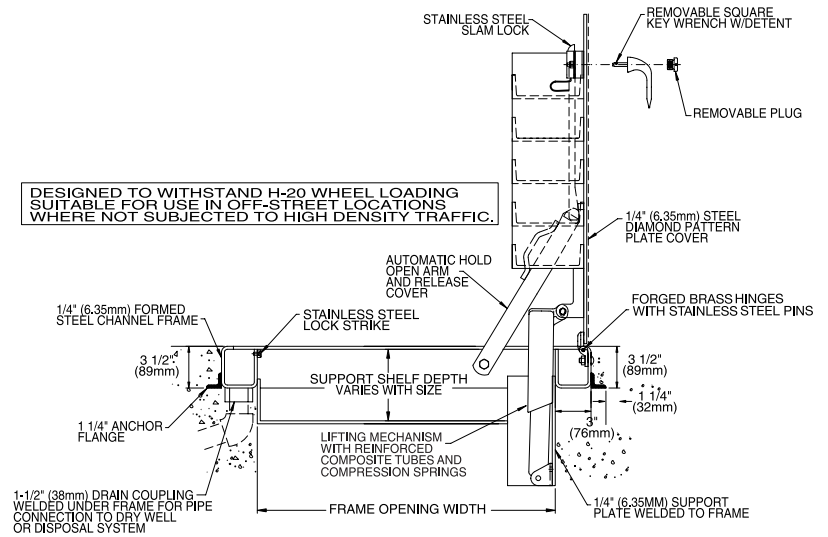 STAINLESS STEEL
SLAM LOCK
REMOVABLE SQUARE
KEY WRENCH W/DETENT
REMOVABLE PLUG
DESIGNED TO WITHSTAND H-20 WHEEL LOADING
SUITABLE FOR USE IN OFF-STREET LOCATIONS
WHERE NOT SUBJECTED TO HIGH DENSITY TRAFFIC.
1/4" (6.35mm) STEEL
DIAMOND PATTERN
PLATE COVER
AUTOMATIC HOLD
OPEN ARM
AND RELEASE
COVER
1/4" (6.35mm) FORMED
STEEL CHANNEL FRAME
STAINLESS STEEL
LOCK STRIKE
FORGED BRASS HINGES
WITH STAINLESS STEEL PINS
3 1/2"
(89mm)
SUPPORT SHELF DEPTH
VARIES WITH SIZE
3 1/2"
(89mm)
1 1/4"
(32mm)
3"
(76mm)
1 1/4" ANCHOR
FLANGE
LIFTING MECHANISM
WITH REINFORCED
COMPOSITE TUBES AND
COMPRESSION SPRINGS
1-1/2" (38mm) DRAIN COUPLING
WELDED UNDER FRAME FOR PIPE
CONNECTION TO DRY WELL
OR DISPOSAL SYSTEM
FRAME OPENING WIDTH
1/4" (6.35MM) SUPPORT
PLATE WELDED TO FRAME